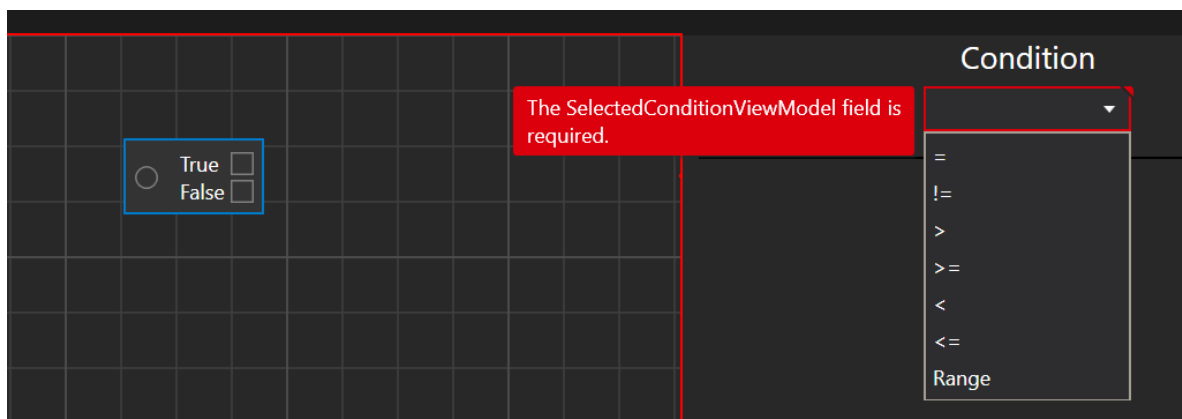 Condition
The SelectedConditionViewModel field is
required.
True
False
=
!=
>
>=
<
<=
Range